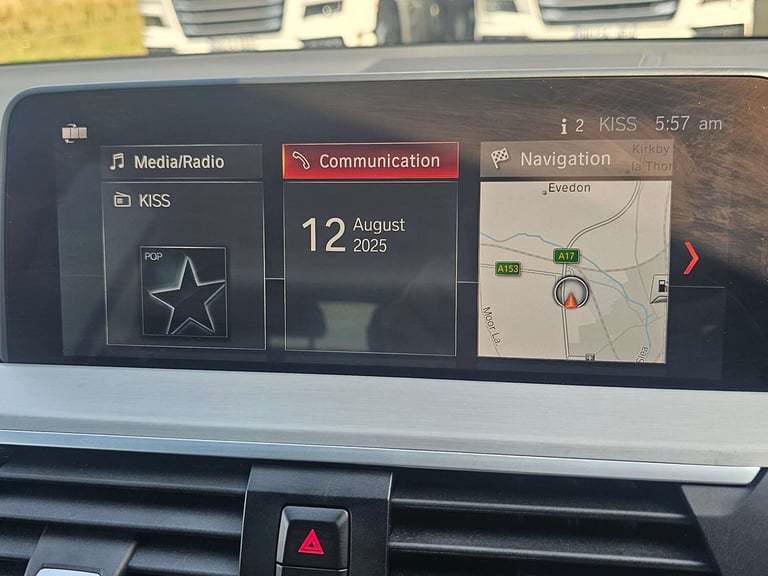 i 2 KISS 5:57 am
Media/Radio
KISS
POP
Communication
12 August
2025
Navigation
Kirkby
la Thor
Evedon
A17
A153
Moor La.
Slea